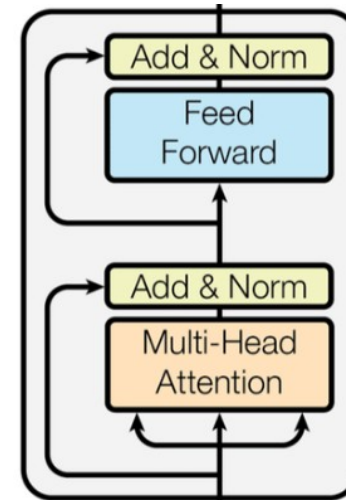 Add & Norm
Feed
Forward
Add & Norm
Multi-Head
Attention